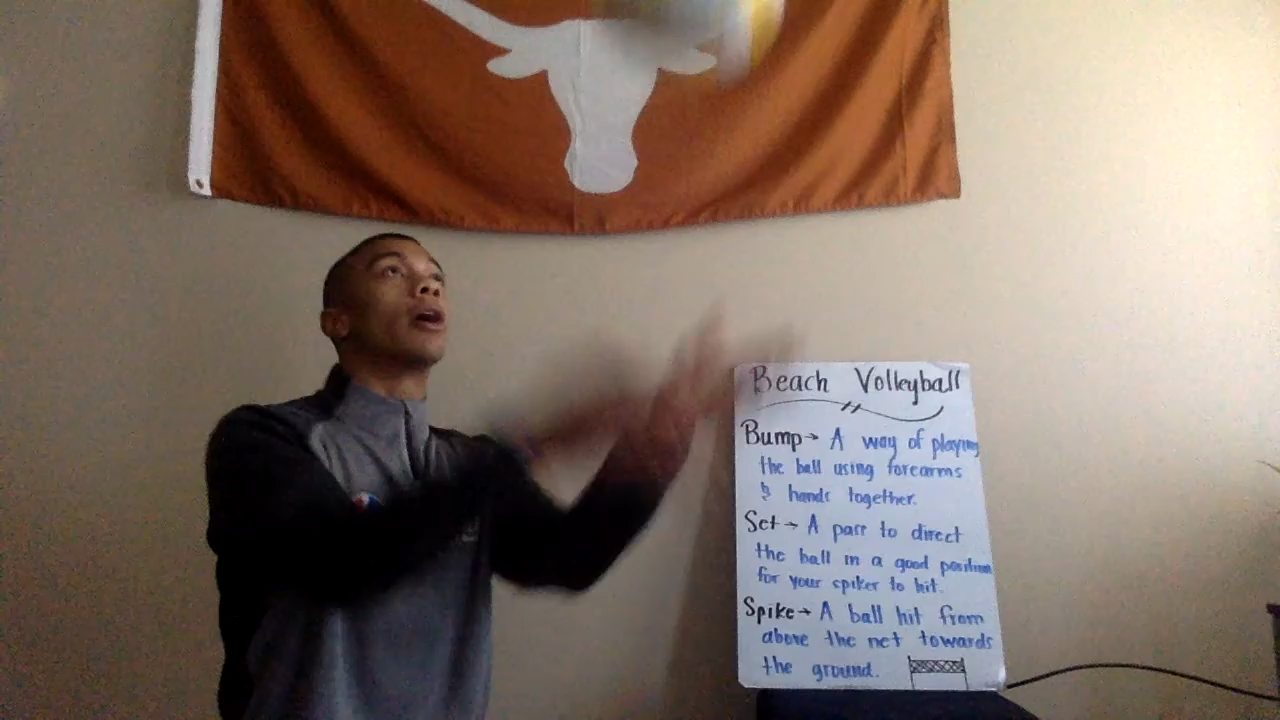 Beach Volleyball
Bump→ A way of playing
the ball using forearms
& hands together.
Set→ A pass to direct
the ball in a good position
for your spiker to hit.
Spike→ A ball hit from
above the net towards
the ground.